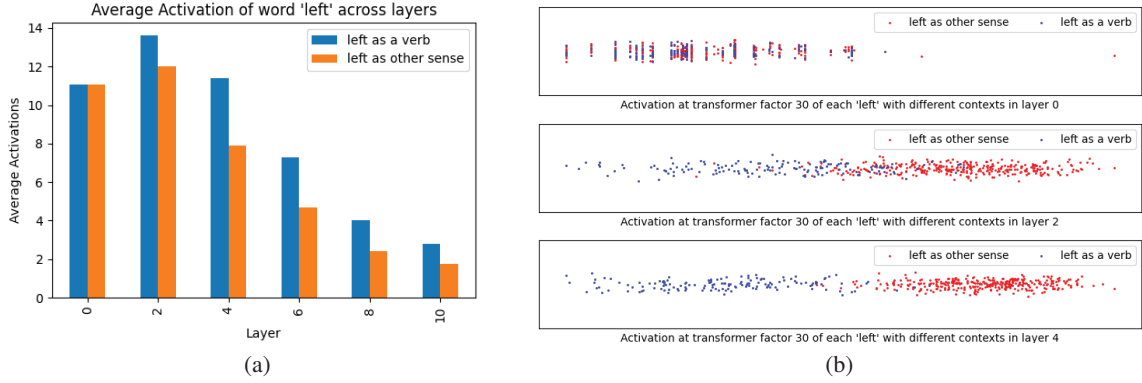 Average Activation of word 'left' across layers
14
12
10
8
6
4
2
0
Average Activations
left as a verb
left as other sense
0 2 4 6 8 10
Layer
(a)
left as other sense left as a verb
Activation at transformer factor 30 of each 'left' with different contexts in layer 0
left as other sense left as a verb
Activation at transformer factor 30 of each 'left' with different contexts in layer 2
left as other sense left as a verb
Activation at transformer factor 30 of each 'left' with different contexts in layer 4
(b)